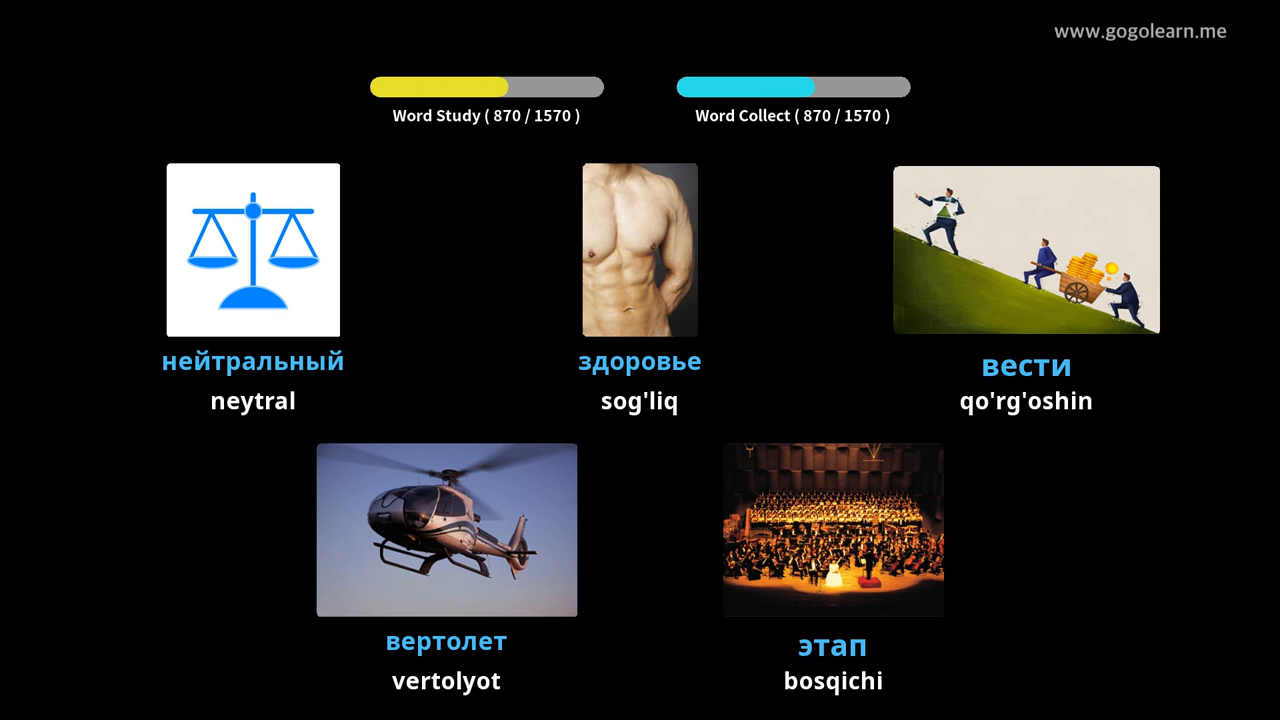 www.gogolearn.me
Word Study ( 870 / 1570 )
Word Collect ( 870 / 1570 )
нейтральный
neytral
здоровье
sog'liq
вести
qo'rg'oshin
вертолет
vertolyot
этап
bosqichi